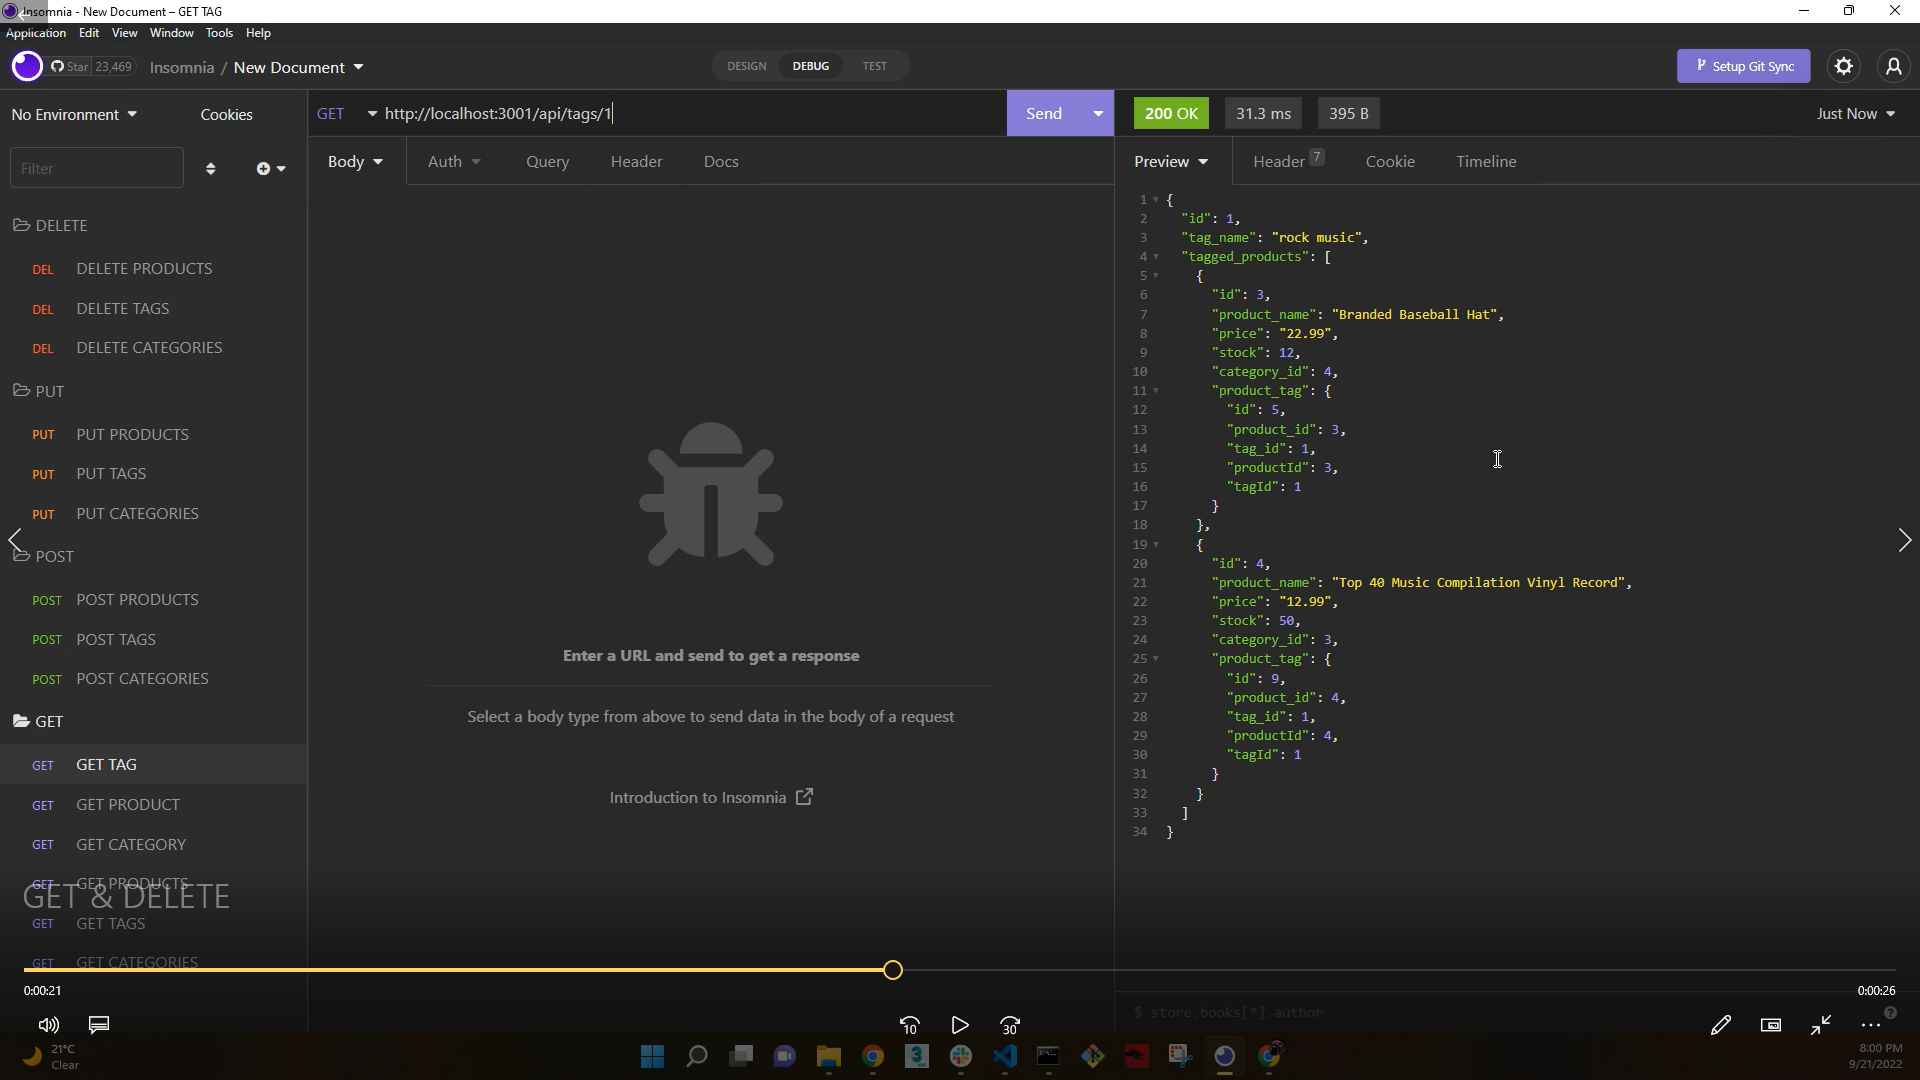 Insomnia - New Document – GET TAG
Application Edit View Window Tools Help
Star 23,469 Insomnia / New Document DESIGN DEBUG TEST Setup Git Sync
No Environment Cookies GET http://localhost:3001/api/tags/1 Send 200 OK 31.3 ms 395 B Just Now
Filter Body Auth Query Header Docs Preview Header 7 Cookie Timeline
DELETE
DEL DELETE PRODUCTS
DEL DELETE TAGS
DEL DELETE CATEGORIES
PUT
PUT PUT PRODUCTS
PUT PUT TAGS
PUT PUT CATEGORIES
POST
POST POST PRODUCTS
POST POST TAGS
POST POST CATEGORIES
GET
GET GET TAG
GET GET PRODUCT
GET GET CATEGORY
GET GET PRODUCTS
GET & DELETE
GET GET TAGS
GET GET CATEGORIES
Enter a URL and send to get a response
Select a body type from above to send data in the body of a request
Introduction to Insomnia
1 {
2 "id": 1,
3 "tag_name": "rock music",
4 "tagged_products": [
5 {
6 "id": 3,
7 "product_name": "Branded Baseball Hat",
8 "price": "22.99",
9 "stock": 12,
10 "category_id": 4,
11 "product_tag": {
12 "id": 5,
13 "product_id": 3,
14 "tag_id": 1,
15 "productId": 3,
16 "tagId": 1
17 }
18 },
19 {
20 "id": 4,
21 "product_name": "Top 40 Music Compilation Vinyl Record",
22 "price": "12.99",
23 "stock": 50,
24 "category_id": 3,
25 "product_tag": {
26 "id": 9,
27 "product_id": 4,
28 "tag_id": 1,
29 "productId": 4,
30 "tagId": 1
31 }
32 }
33 ]
34 }
0:00:21 0:00:26
$.store.books[*].author
10 30
21°C
Clear
8:00 PM
9/21/2022